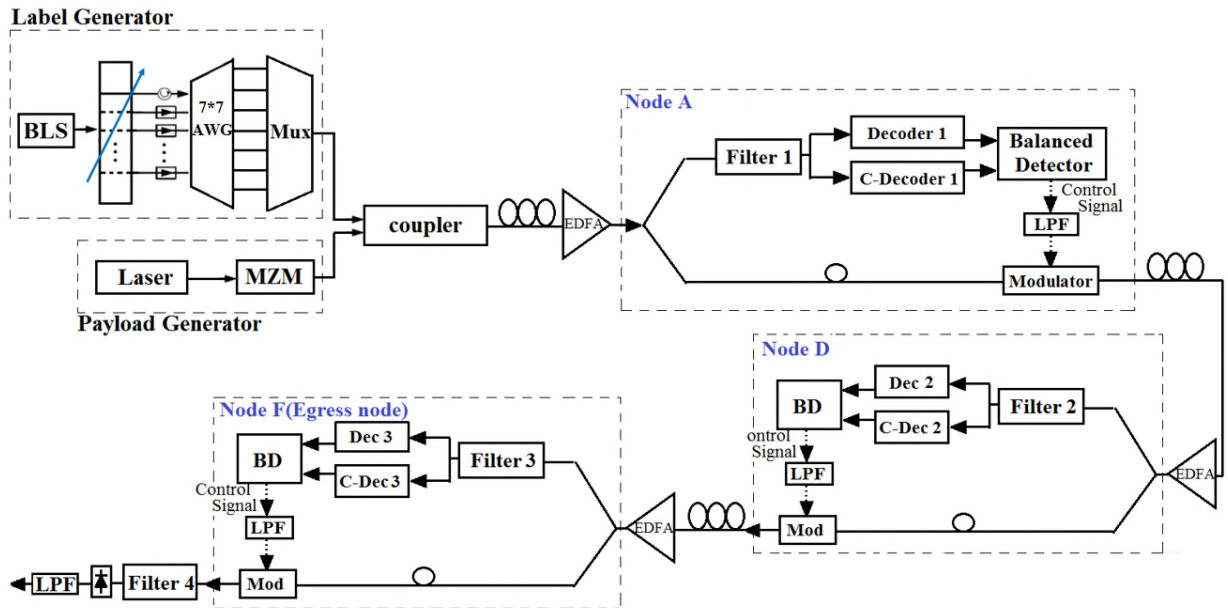 Label Generator
BLS
7*7
AWG
Mux
Laser
MZM
Payload Generator
coupler
EDFA
Node A
Filter 1
Decoder 1
C-Decoder 1
Balanced
Detector
Control
Signal
LPF
Modulator
Node D
BD
Dec 2
C-Dec 2
Filter 2
ontrol
Signal
LPF
Mod
EDFA
Node F(Egress node)
BD
Dec 3
C-Dec 3
Filter 3
Control
Signal
LPF
Mod
EDFA
LPF
Filter 4